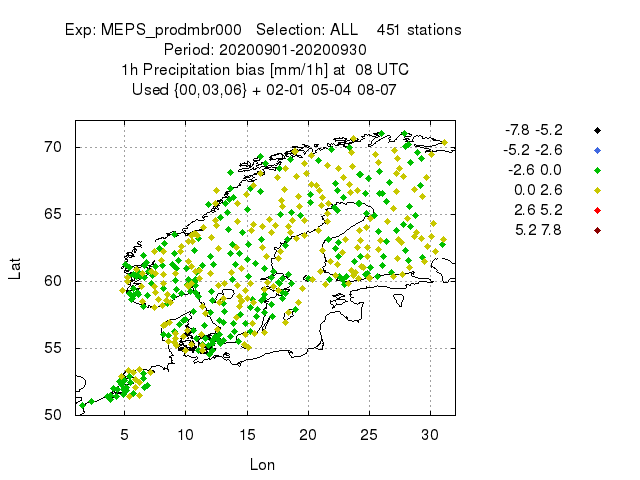 Exp: MEPS_prodmbr000   Selection: ALL    451 stations
Period: 20200901-20200930
1h Precipitation bias [mm/1h] at  08 UTC
Used {00,03,06} + 02-01 05-04 08-07
-7.8 -5.2
-5.2 -2.6
-2.6 0.0
0.0 2.6
2.6 5.2
5.2 7.8
70
65
60
55
50
Lat
5 10 15 20 25 30
Lon